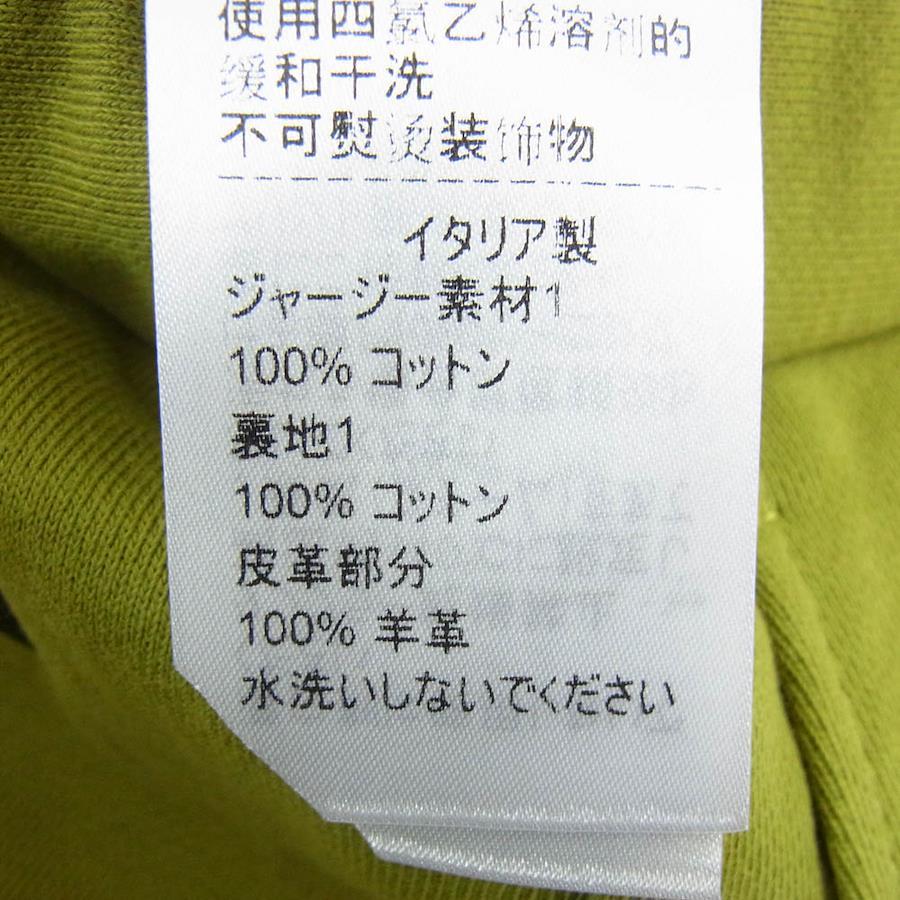 使用四氯乙烯溶剂的
缓和干洗
不可熨烫装饰物
イタリア製
ジャージー素材1
100% コットン
裏地1
100% コットン
皮革部分
100% 羊革
水洗いしないでください